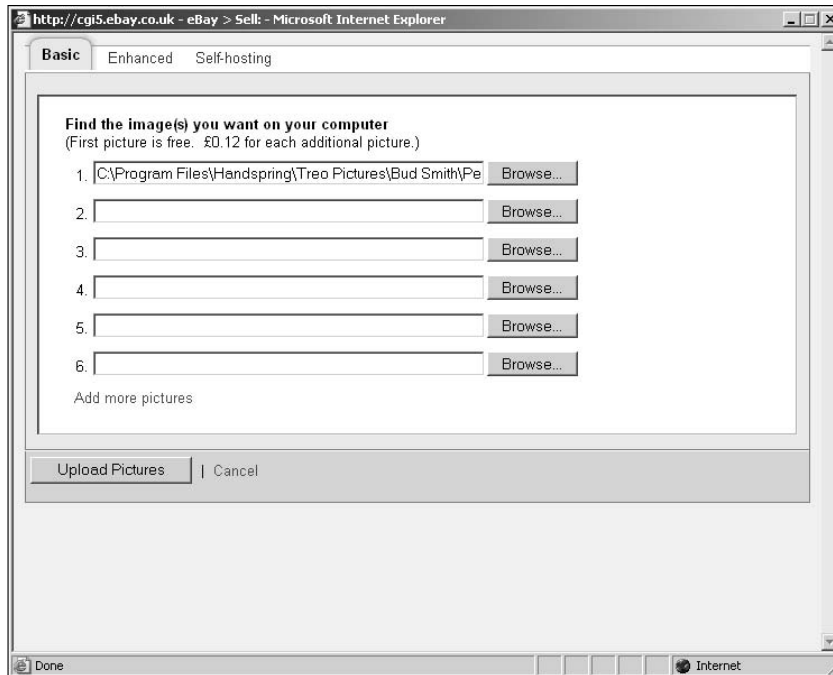 http://cgi5.ebay.co.uk - eBay > Sell: - Microsoft Internet Explorer
Basic Enhanced Self-hosting
Find the image(s) you want on your computer
(First picture is free. £0.12 for each additional picture.)
1. C:\Program Files\Handspring\Treo Pictures\Bud Smith\Pe Browse...
2. Browse...
3. Browse...
4. Browse...
5. Browse...
6. Browse...
Add more pictures
Upload Pictures | Cancel
Done Internet